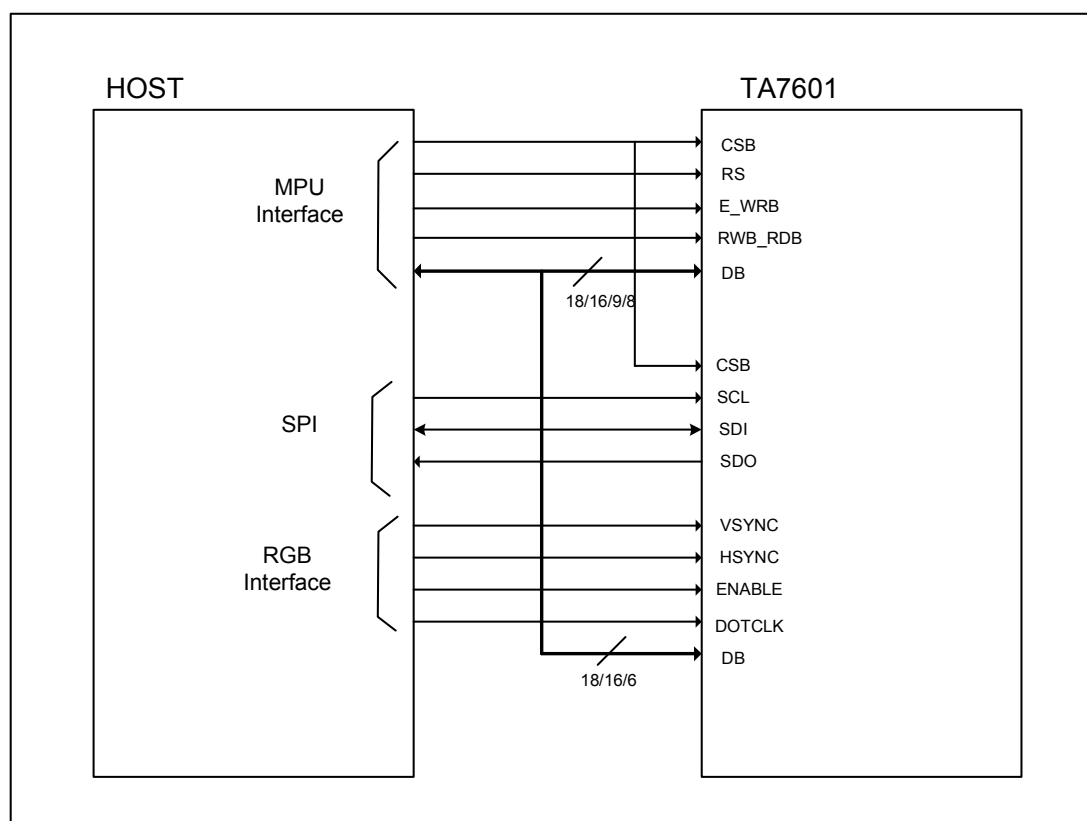 HOST
TA7601
MPU
Interface
CSB
RS
E_WRB
RWB_RDB
DB
18/16/9/8
SPI
CSB
SCL
SDI
SDO
RGB
Interface
VSYNC
HSYNC
ENABLE
DOTCLK
DB
18/16/6